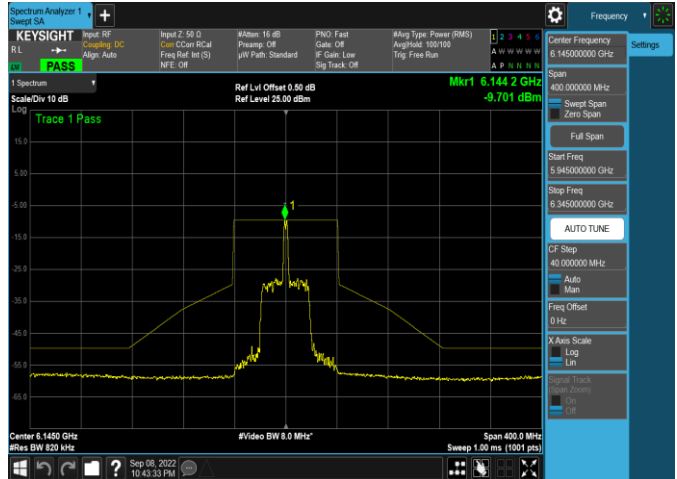 Spectrum Analyzer 1
Swept SA
Frequency
KEYSIGHT
RL
LXI
PASS
Input: RF
Coupling: DC
Align: Auto
Input Z: 50 Ω
Corr CCorr RCal
Freq Ref: Int (S)
NFE: Off
#Atten: 16 dB
Preamp: Off
µW Path: Standard
PNO: Fast
Gate: Off
IF Gain: Low
Sig Track: Off
#Avg Type: Power (RMS)
Avg|Hold: 100/100
Trig: Free Run
1 2 3 4 5 6
A W W W W W
A P N N N N
1 Spectrum
Scale/Div 10 dB
Ref Lvl Offset 0.50 dB
Ref Level 25.00 dBm
Mkr1 6.144 2 GHz
-9.701 dBm
Log
Trace 1 Pass
15.0
5.00
-5.00
-15.0
-25.0
-35.0
-45.0
-55.0
-65.0
1
Center 6.1450 GHz
#Res BW 820 kHz
#Video BW 8.0 MHz*
Span 400.0 MHz
Sweep 1.00 ms (1001 pts)
Sep 08, 2022
10:43:33 PM
Center Frequency
6.145000000 GHz
Settings
Span
400.000000 MHz
Swept Span
Zero Span
Full Span
Start Freq
5.945000000 GHz
Stop Freq
6.345000000 GHz
AUTO TUNE
CF Step
40.000000 MHz
Auto
Man
Freq Offset
0 Hz
X Axis Scale
Log
Lin
Signal Track
(Span Zoom)
On
Off